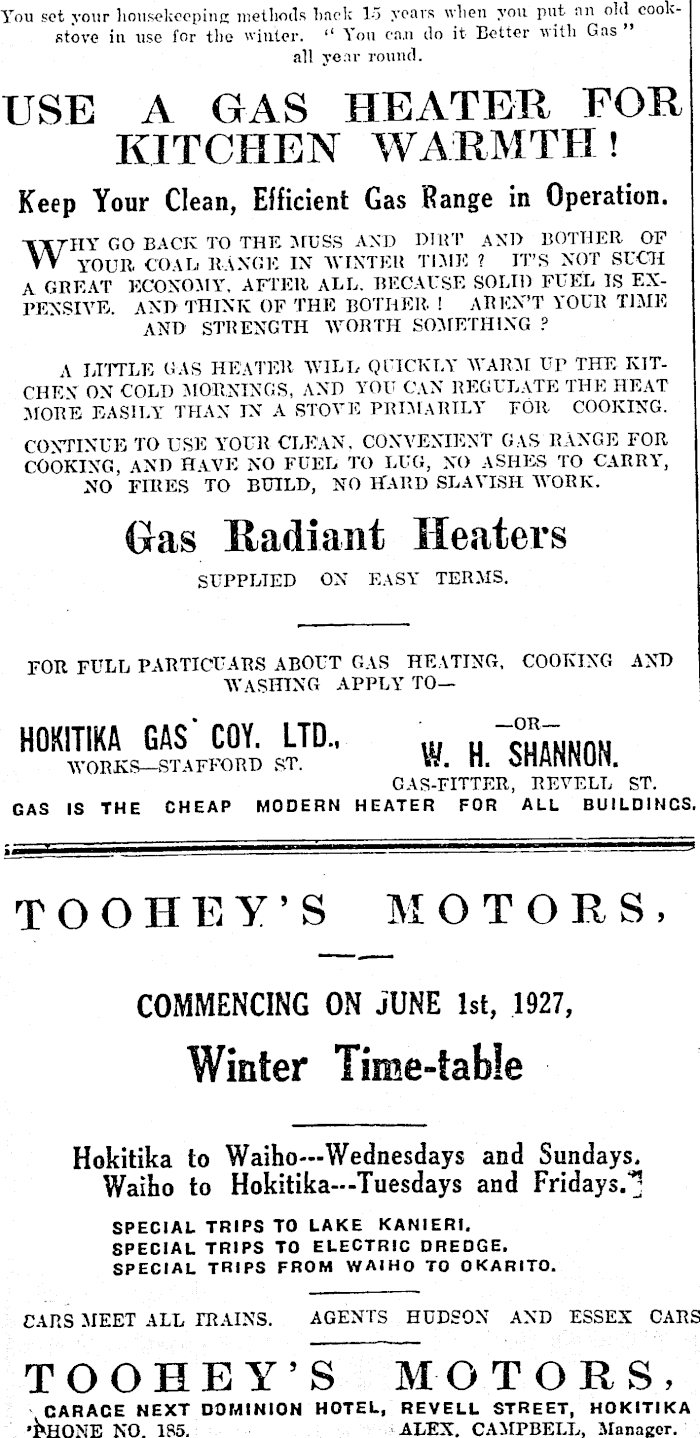 You set your housekeeping methods back 15 years when you put an old cook-
stove in use for the winter. "You can do it Better with Gas"
all year round.
USE A GAS HEATER FOR
KITCHEN WARMTH!
Keep Your Clean, Efficient Gas Range in Operation.
WHY GO BACK TO THE MUSS AND DIRT AND BOTHER OF
YOUR COAL RANGE IN WINTER TIME? IT'S NOT SUCH
A GREAT ECONOMY, AFTER ALL, BECAUSE SOLID FUEL IS EX-
PENSIVE. AND THINK OF THE BOTHER! AREN'T YOUR TIME
AND STRENGTH WORTH SOMETHING?
A LITTLE GAS HEATER WILL QUICKLY WARM UP THE KIT-
CHEN ON COLD MORNINGS, AND YOU CAN REGULATE THE HEAT
MORE EASILY THAN IN A STOVE PRIMARILY FOR COOKING.
CONTINUE TO USE YOUR CLEAN, CONVENIENT GAS RANGE FOR
COOKING, AND HAVE NO FUEL TO LUG, NO ASHES TO CARRY,
NO FIRES TO BUILD, NO HARD SLAVISH WORK.
Gas Radiant Heaters
SUPPLIED ON EASY TERMS.
FOR FULL PARTICUARS ABOUT GAS HEATING, COOKING AND
WASHING APPLY TO—
HOKITIKA GAS COY. LTD.,
WORKS—STAFFORD ST.
—OR—
W. H. SHANNON.
GAS-FITTER, REVELL ST.
GAS IS THE CHEAP MODERN HEATER FOR ALL BUILDINGS.
TOOHEY'S MOTORS,
COMMENCING ON JUNE 1st, 1927,
Winter Time-table
Hokitika to Waiho---Wednesdays and Sundays.
Waiho to Hokitika---Tuesdays and Fridays.
SPECIAL TRIPS TO LAKE KANIERI.
SPECIAL TRIPS TO ELECTRIC DREDGE.
SPECIAL TRIPS FROM WAIHO TO OKARITO.
CARS MEET ALL TRAINS. AGENTS HUDSON AND ESSEX CARS
TOOHEY'S MOTORS,
GARAGE NEXT DOMINION HOTEL, REVELL STREET, HOKITIKA
'PHONE NO. 185. ALEX. CAMPBELL, Manager.